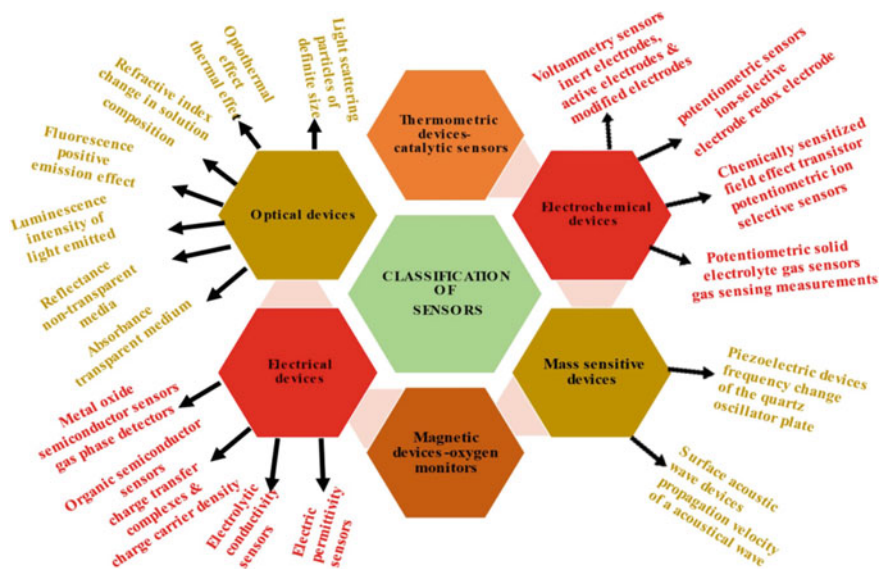 Light scattering
particles of
definite size
Optothermal
effect
thermal effect
Refractive index
change in solution
composition
Fluorescence
positive
emission effect
Luminescence
intensity of
light emitted
Reflectance
non-transparent
media
Absorbance
transparent medium
Optical devices
Thermometric
devices-
catalytic sensors
Voltammetry sensors
inert electrodes,
active electrodes &
modified electrodes
potentiometric sensors
ion-selective
electrode redox electrode
Chemically sensitized
field effect transistor
potentiometric ion
selective sensors
Potentiometric solid
electrolyte gas sensors
gas sensing measurements
Electrochemical
devices
CLASSIFICATION
OF
SENSORS
Electrical
devices
Metal oxide
semiconductor sensors
gas phase detectors
Organic semiconductor
sensors
charge transfer
complexes &
charge carrier density
Electrolytic
conductivity
sensors
Electric
permittivity
sensors
Magnetic
devices-oxygen
monitors
Mass sensitive
devices
Piezoelectric devices
frequency change
of the quartz
oscillator plate
Surface acoustic
wave devices
propagation velocity
of a acoustical wave